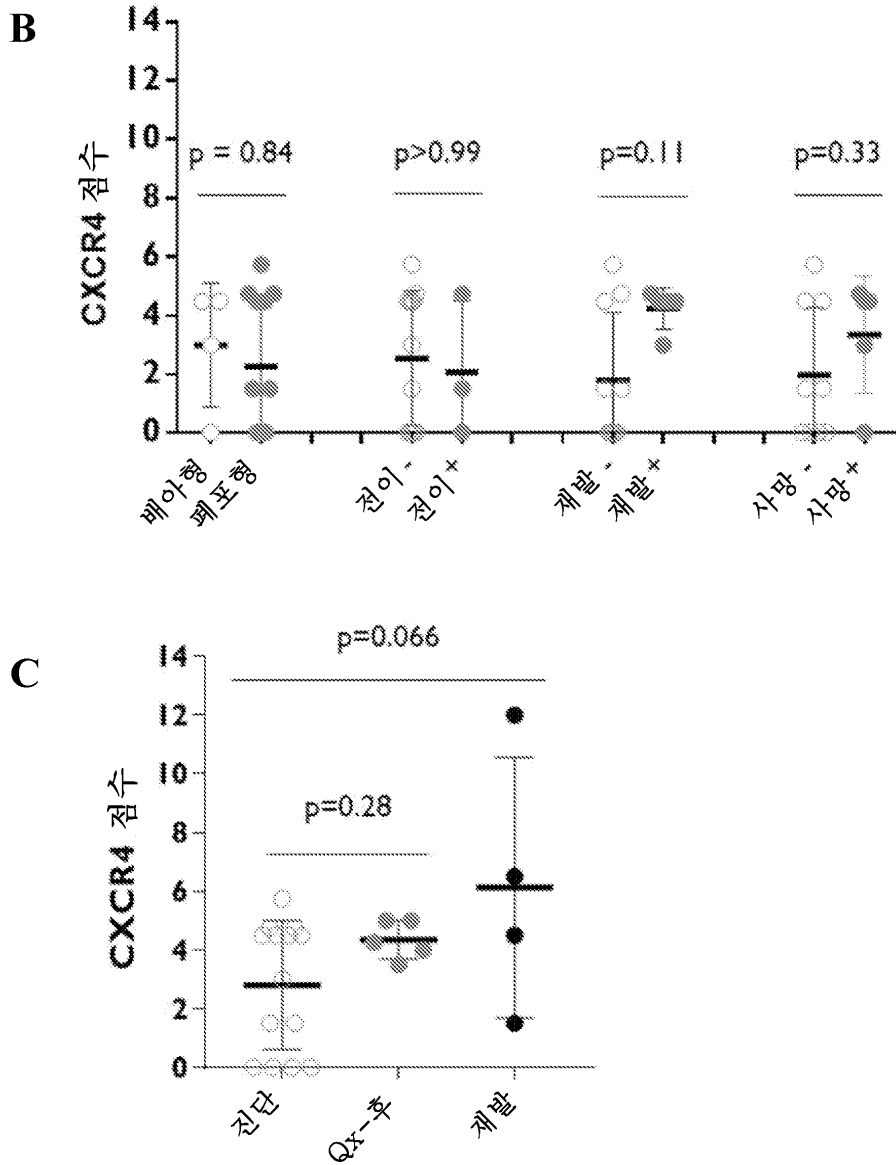 B
CXCR4 점수
14
12
10
8
6
4
2
0
p = 0.84
p>0.99
p=0.11
p=0.33
배아형
폐포형
전이-
전이+
재발-
재발+
사망-
사망+
C
CXCR4 점수
14
12
10
8
6
4
2
0
p=0.066
p=0.28
진단
Qx-후
재발